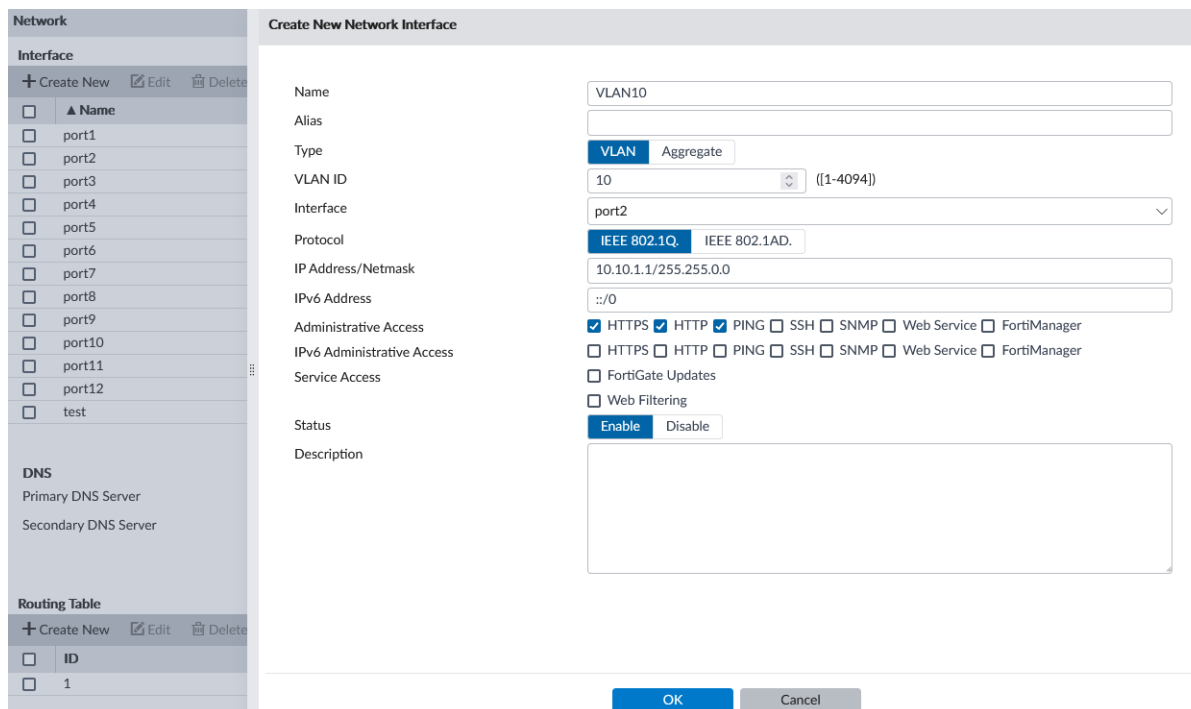 Network
Interface
Create New Edit Delete
Name
port1
port2
port3
port4
port5
port6
port7
port8
port9
port10
port11
port12
test
DNS
Primary DNS Server
Secondary DNS Server
Routing Table
Create New Edit Delete
ID
1
Create New Network Interface
Name VLAN10
Alias
Type VLAN Aggregate
VLAN ID 10 ([1-4094])
Interface port2
Protocol IEEE 802.1Q. IEEE 802.1AD.
IP Address/Netmask 10.10.1.1/255.255.0.0
IPv6 Address ::/0
Administrative Access HTTPS HTTP PING SSH SNMP Web Service FortiManager
IPv6 Administrative Access HTTPS HTTP PING SSH SNMP Web Service FortiManager
Service Access FortiGate Updates
Web Filtering
Status Enable Disable
Description
OK Cancel